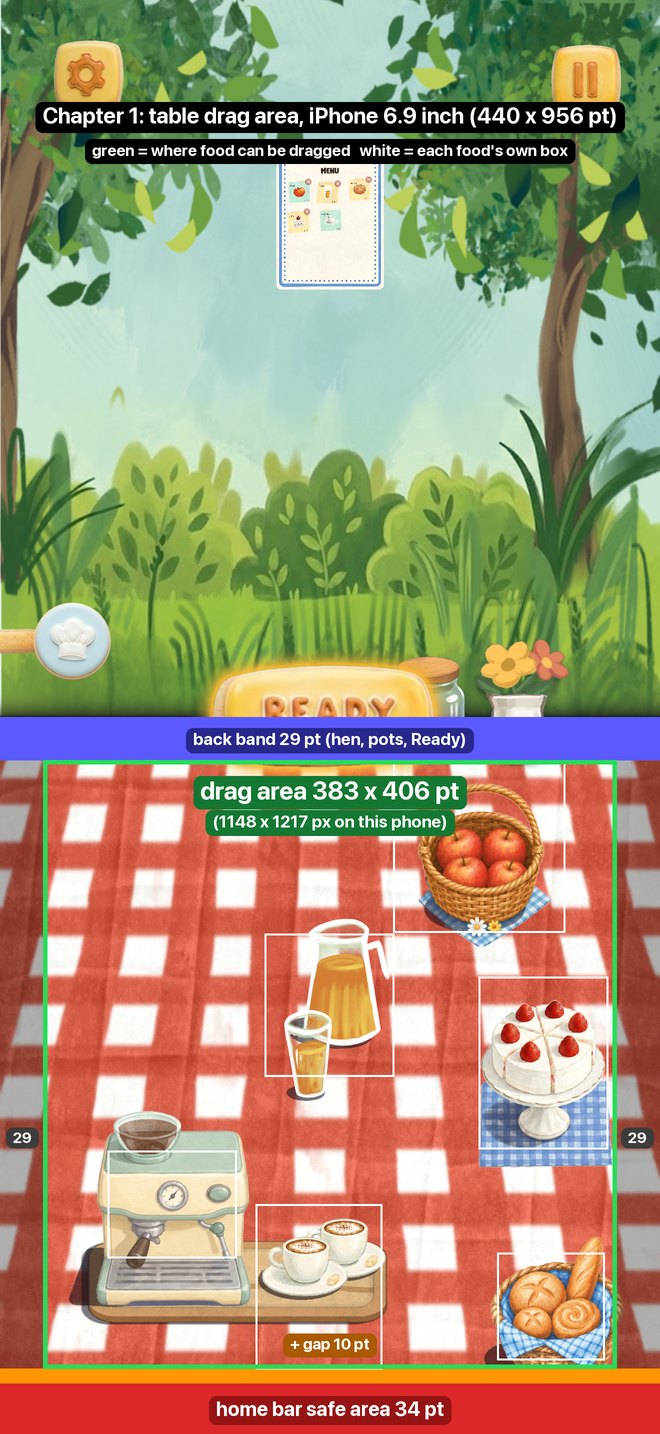 Chapter 1: table drag area, iPhone 6.9 inch (440 x 956 pt)
green = where food can be dragged   white = each food's own box
MENU
READY
back band 29 pt (hen, pots, Ready)
drag area 383 x 406 pt
(1148 x 1217 px on this phone)
29
29
+ gap 10 pt
home bar safe area 34 pt